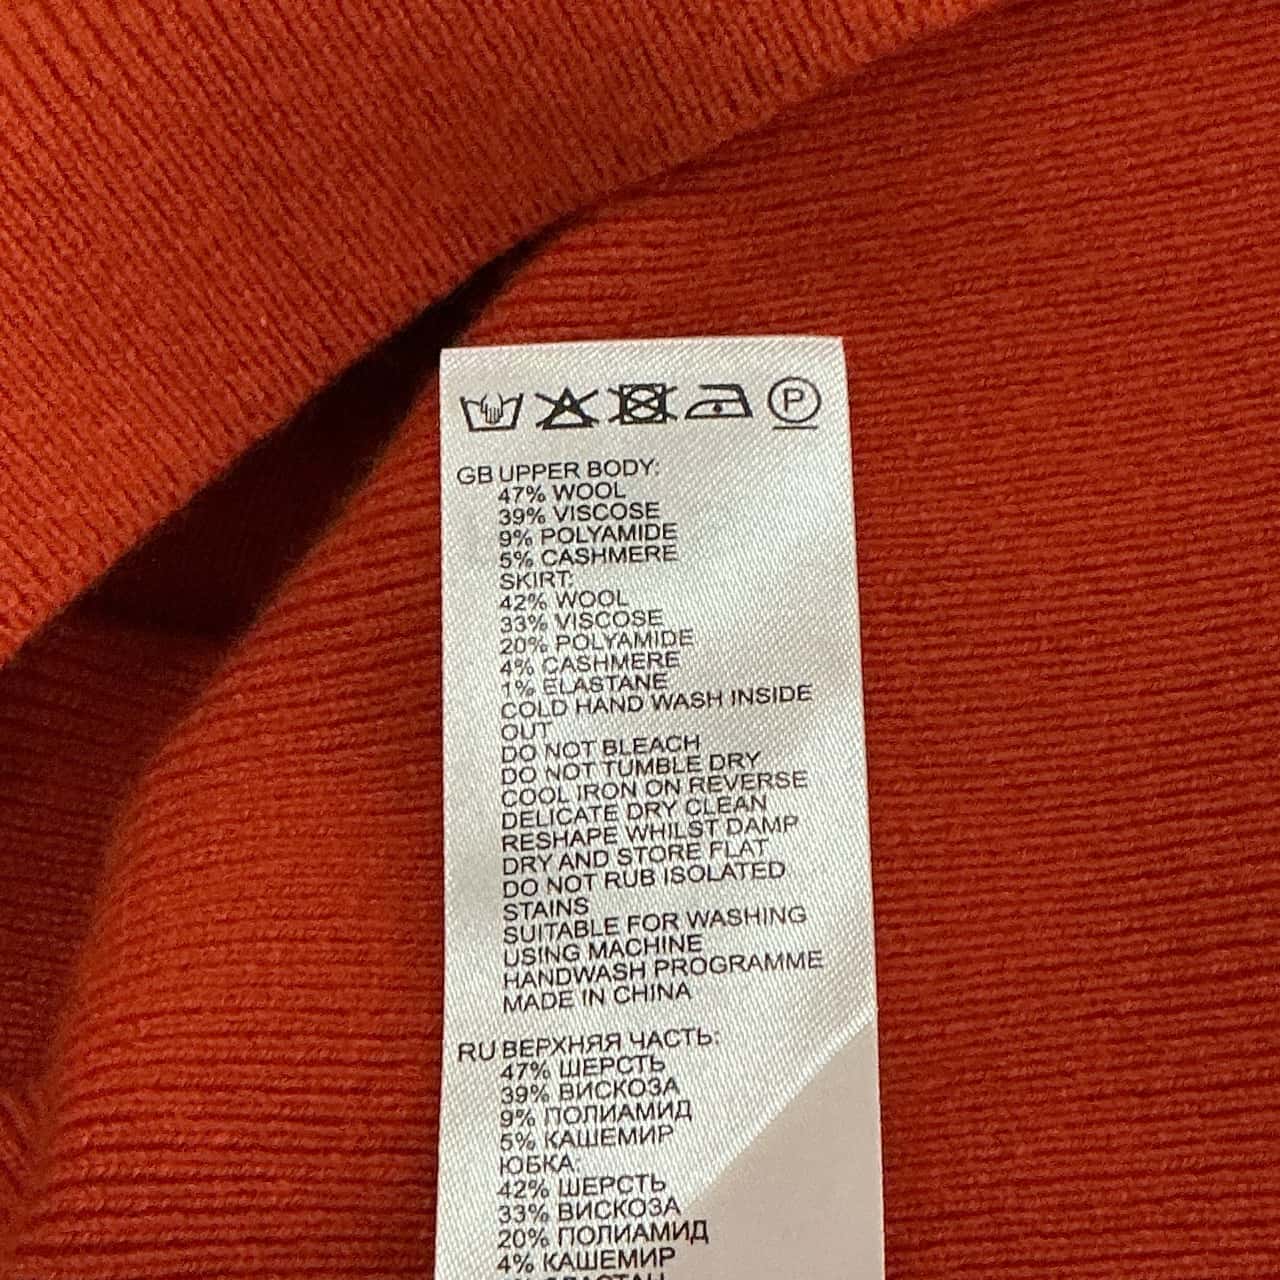 P
GB UPPER BODY:
47% WOOL
39% VISCOSE
9% POLYAMIDE
5% CASHMERE
SKIRT:
42% WOOL
33% VISCOSE
20% POLYAMIDE
4% CASHMERE
1% ELASTANE
COLD HAND WASH INSIDE
OUT
DO NOT BLEACH
DO NOT TUMBLE DRY
COOL IRON ON REVERSE
DELICATE DRY CLEAN
RESHAPE WHILST DAMP
DRY AND STORE FLAT
DO NOT RUB ISOLATED
STAINS
SUITABLE FOR WASHING
USING MACHINE
HANDWASH PROGRAMME
MADE IN CHINA
RU ВЕРХНЯЯ ЧАСТЬ:
47% ШЕРСТЬ
39% ВИСКОЗА
9% ПОЛИАМИД
5% КАШЕМИР
ЮБКА:
42% ШЕРСТЬ
33% ВИСКОЗА
20% ПОЛИАМИД
4% КАШЕМИР